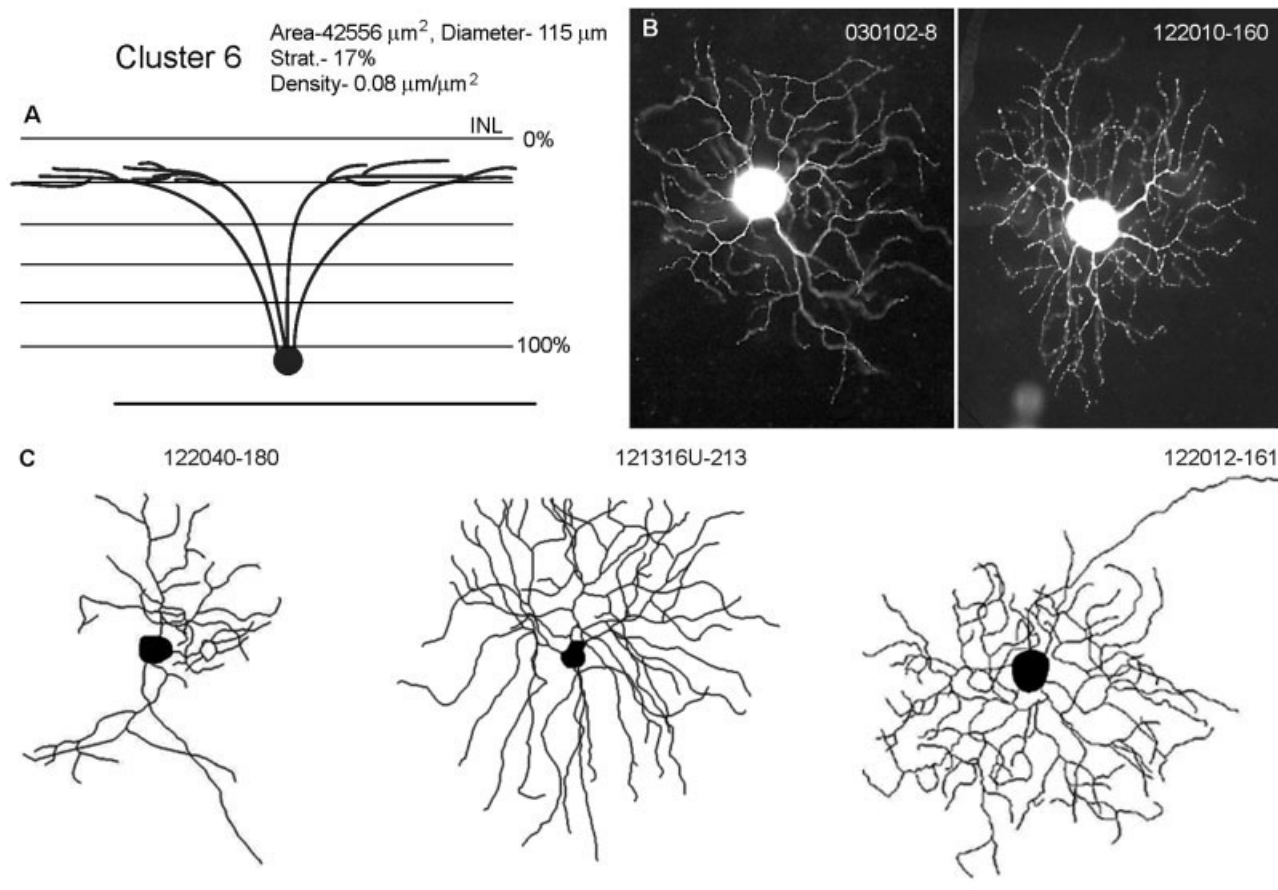 Cluster 6
Area-42556 μm², Diameter- 115 μm
Strat.- 17%
Density- 0.08 μm/μm²
A
INL
0%
100%
B
030102-8
122010-160
C
122040-180
121316U-213
122012-161